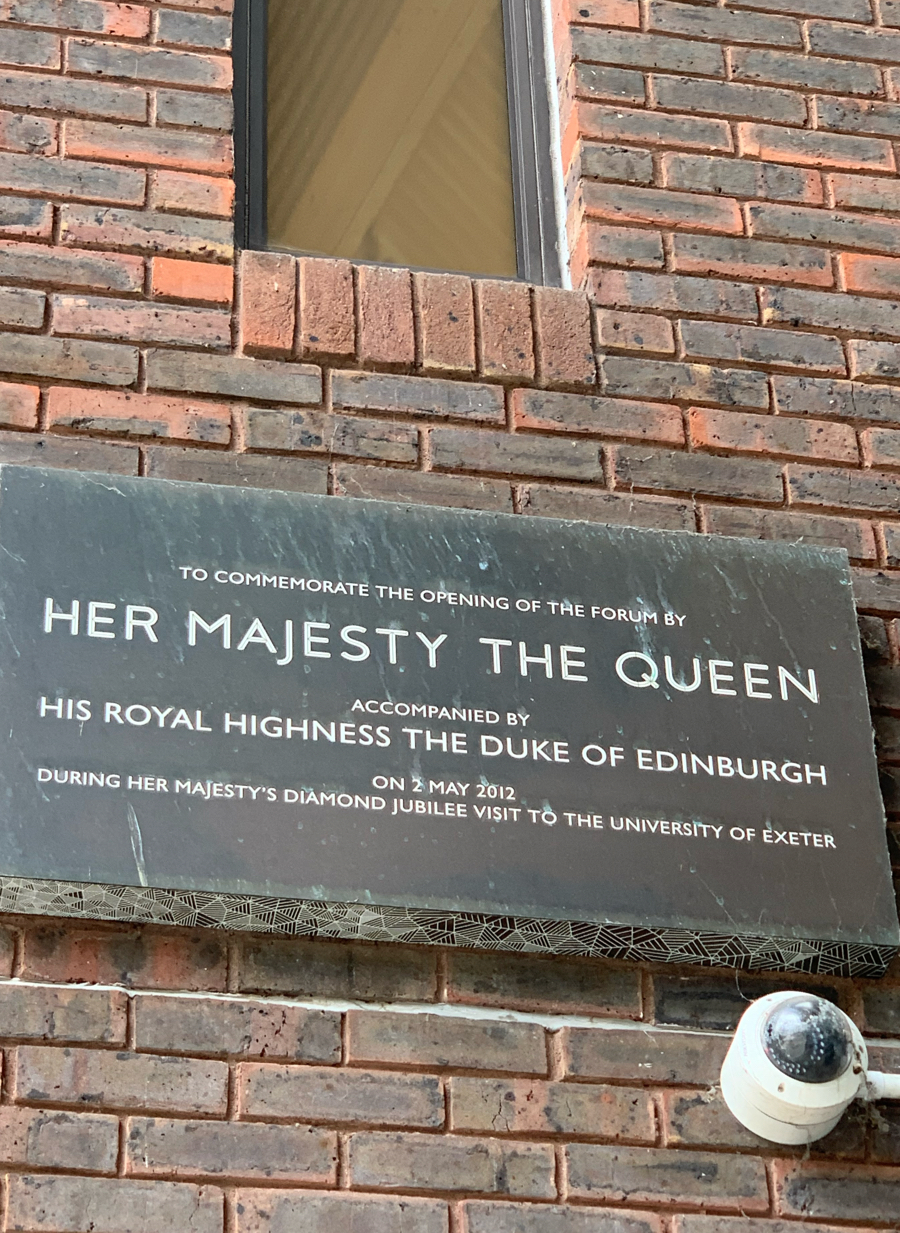 TO COMMEMORATE THE OPENING OF THE FORUM BY
HER MAJESTY THE QUEEN
ACCOMPANIED BY
HIS ROYAL HIGHNESS THE DUKE OF EDINBURGH
ON 2 MAY 2012
DURING HER MAJESTY'S DIAMOND JUBILEE VISIT TO THE UNIVERSITY OF EXETER